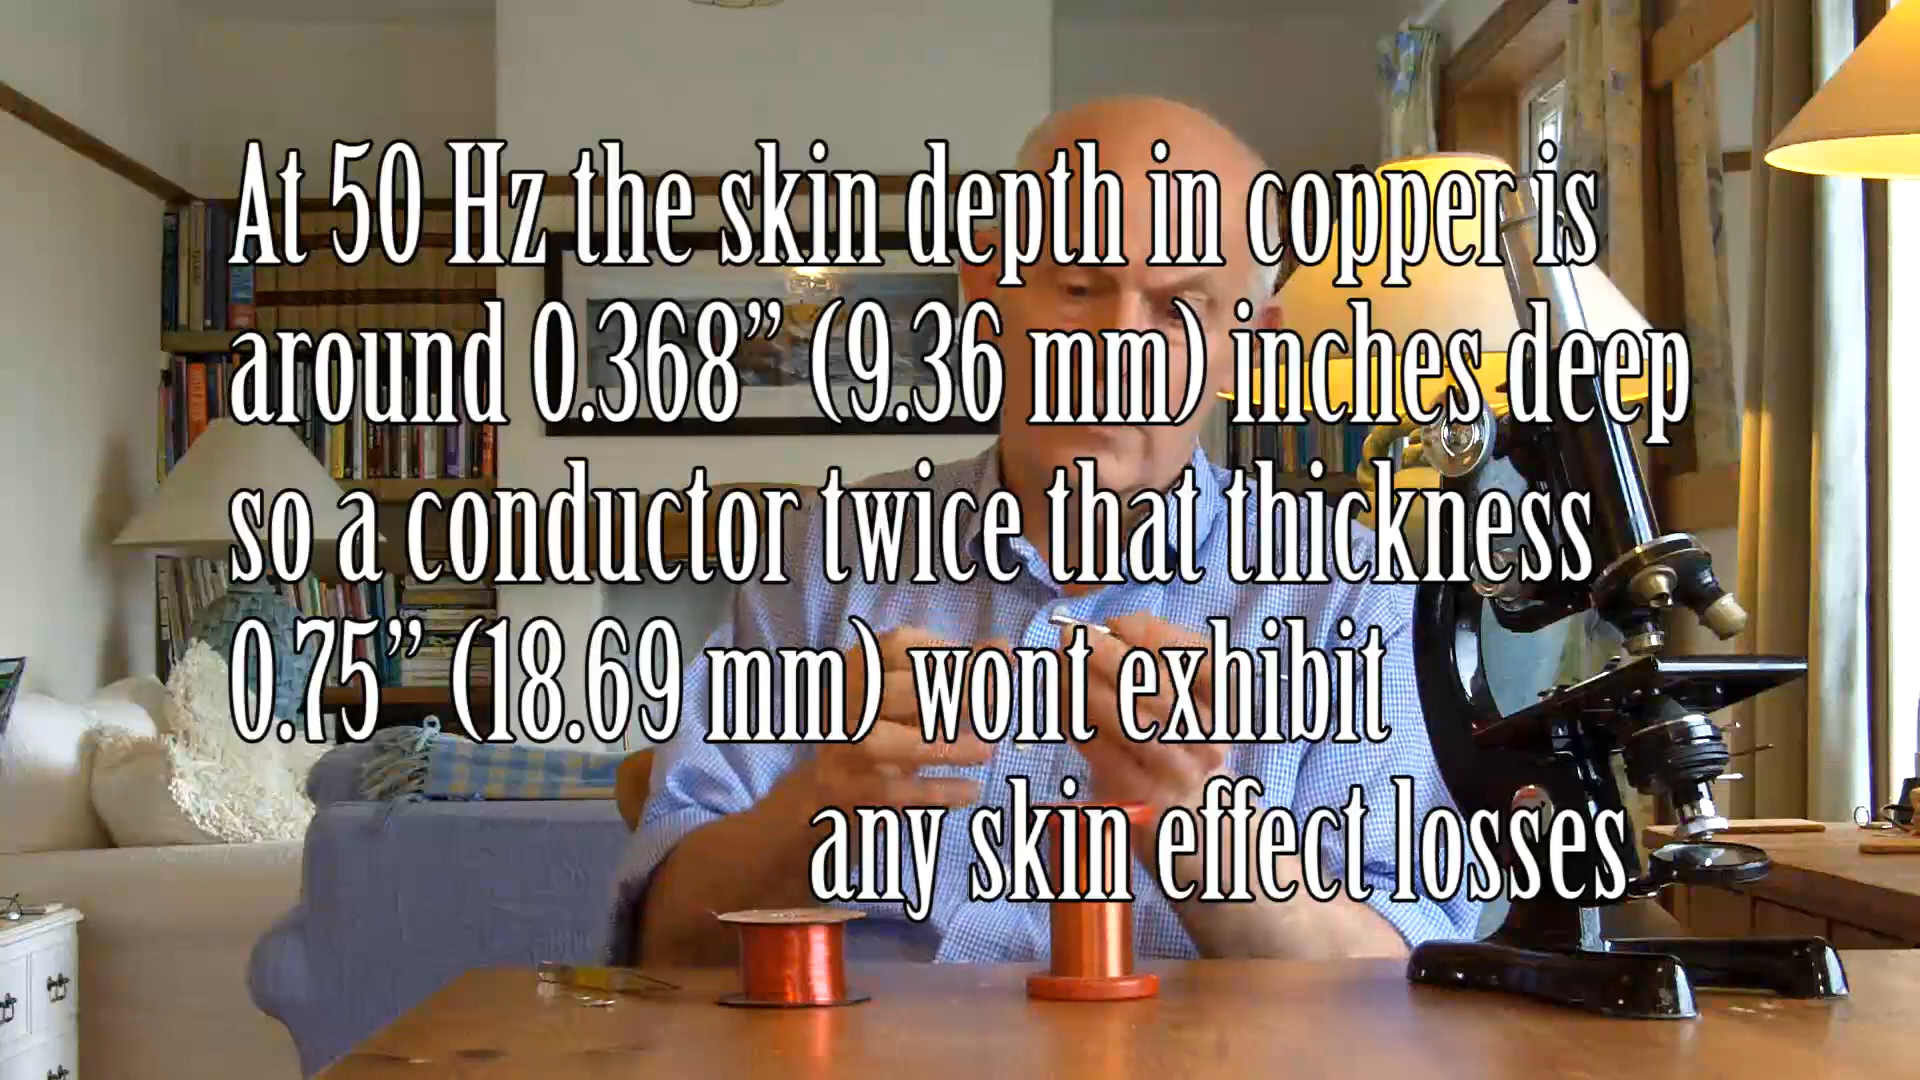 At 50 Hz the skin depth in copper is
around 0.368” (9.36 mm) inches deep
so a conductor twice that thickness
0.75” (18.69 mm) wont exhibit
any skin effect losses